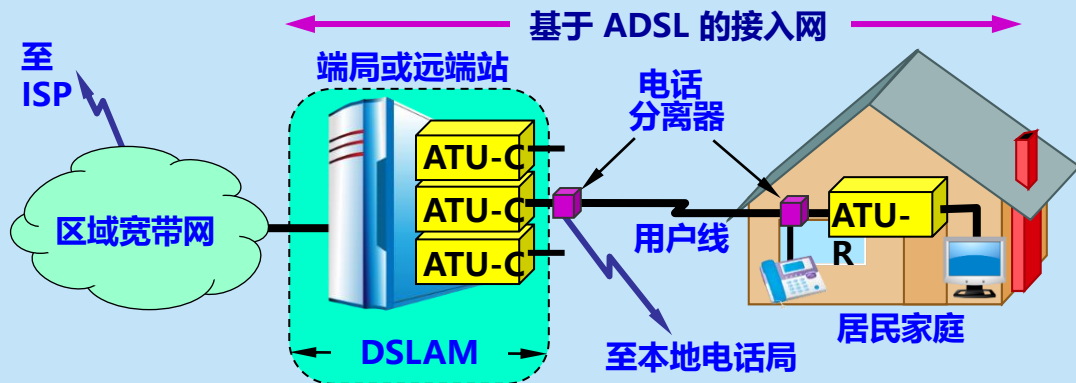 基于 ADSL 的接入网
至
ISP
端局或远端站
电话
分离器
ATU-C
ATU-C
ATU-C
区域宽带网
用户线
ATU-
R
DSLAM
至本地电话局
居民家庭